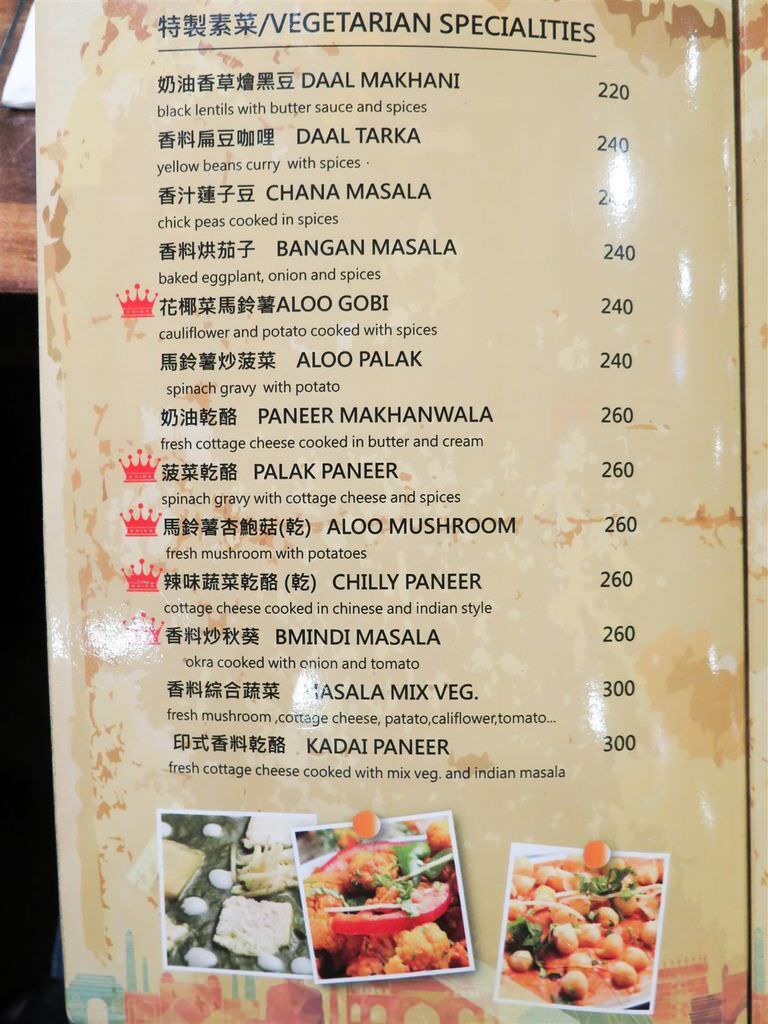 特製素菜/VEGETARIAN SPECIALITIES
奶油香草燴黑豆 DAAL MAKHANI 220
black lentils with butter sauce and spices
香料扁豆咖哩 DAAL TARKA 240
yellow beans curry with spices
香汁蓮子豆 CHANA MASALA
chick peas cooked in spices
香料烘茄子 BANGAN MASALA 240
baked eggplant, onion and spices
花椰菜馬鈴薯ALOO GOBI 240
cauliflower and potato cooked with spices
馬鈴薯炒菠菜 ALOO PALAK 240
spinach gravy with potato
奶油乾酪 PANEER MAKHANWALA 260
fresh cottage cheese cooked in butter and cream
菠菜乾酪 PALAK PANEER 260
spinach gravy with cottage cheese and spices
馬鈴薯杏鮑菇(乾) ALOO MUSHROOM 260
fresh mushroom with potatoes
辣味蔬菜乾酪 (乾) CHILLY PANEER 260
cottage cheese cooked in chinese and indian style
香料炒秋葵 BMINDI MASALA 260
okra cooked with onion and tomato
香料綜合蔬菜 MASALA MIX VEG. 300
fresh mushroom ,cottage cheese, patato,califlower,tomato...
印式香料乾酪 KADAI PANEER 300
fresh cottage cheese cooked with mix veg. and indian masala